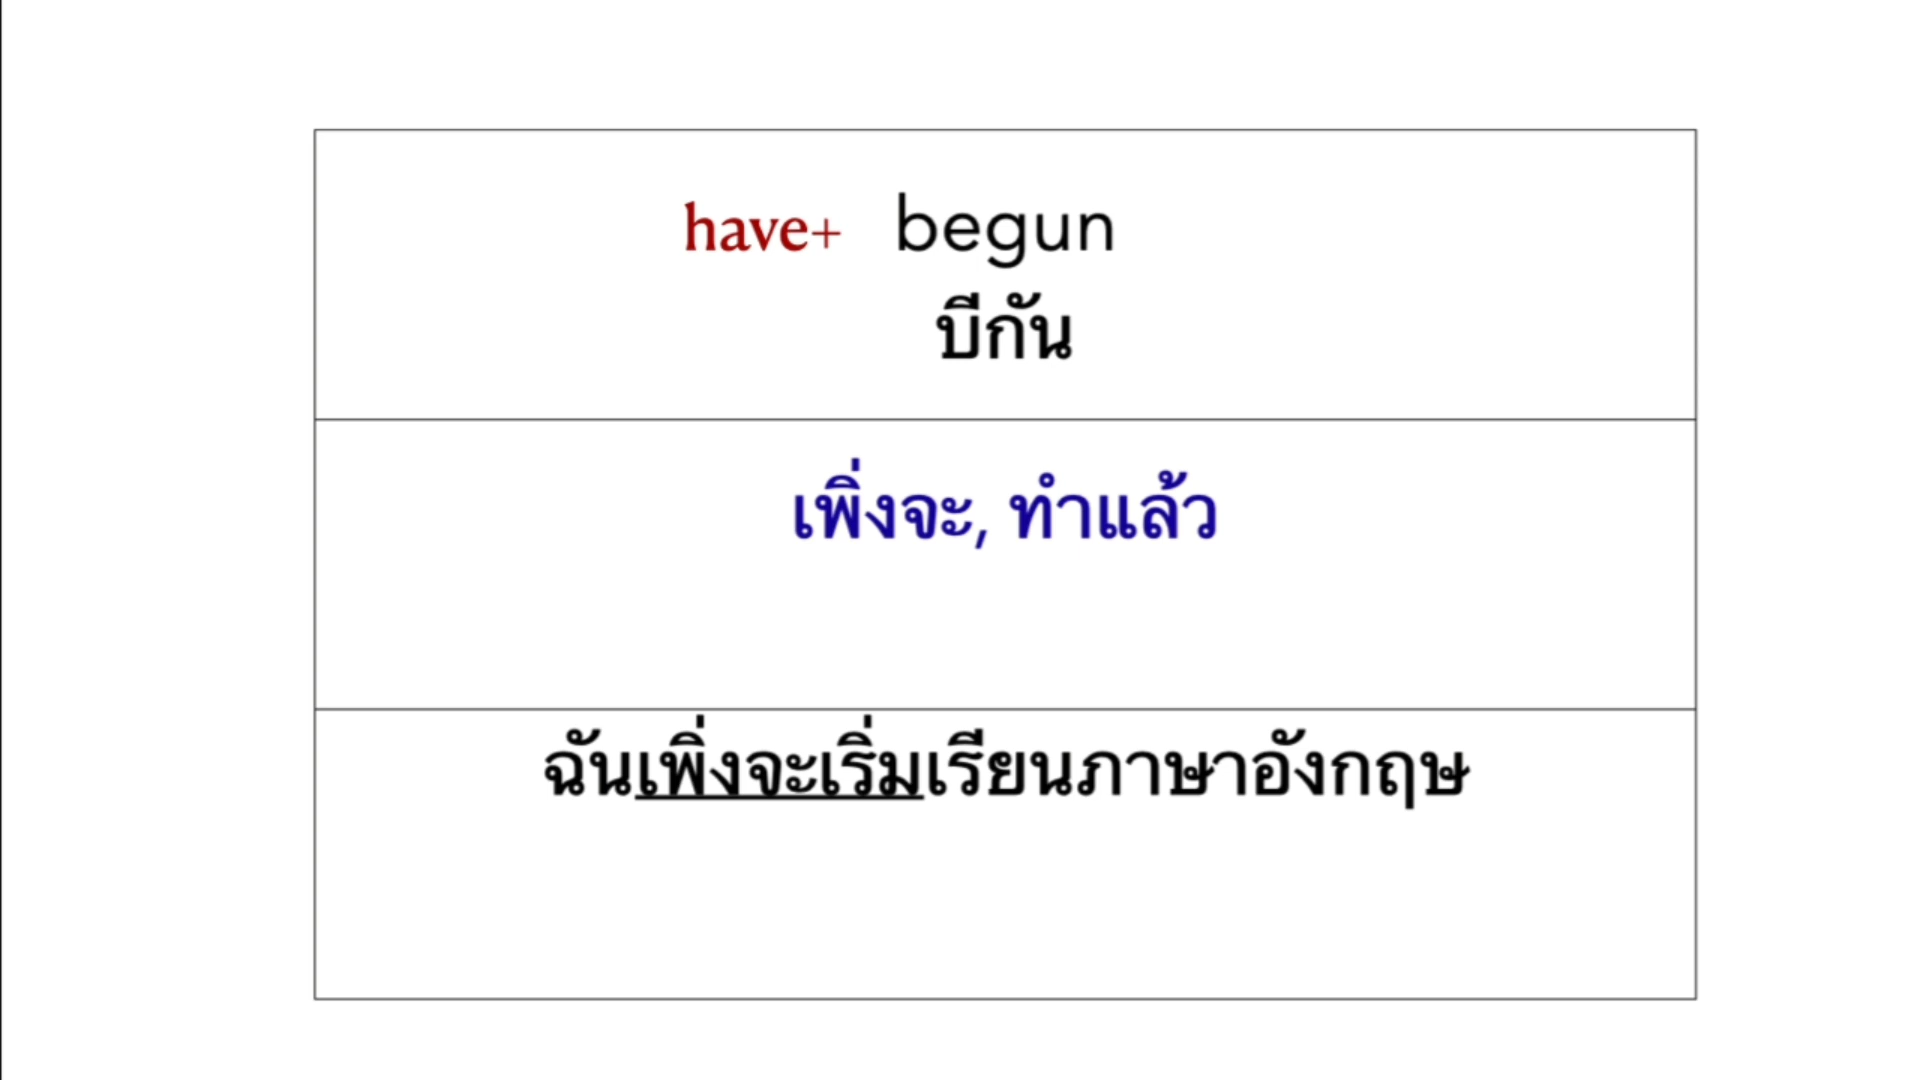 have+ begun
บีกัน
เพิ่งจะ, ทำแล้ว
ฉันเพิ่งจะเริ่มเรียนภาษาอังกฤษ